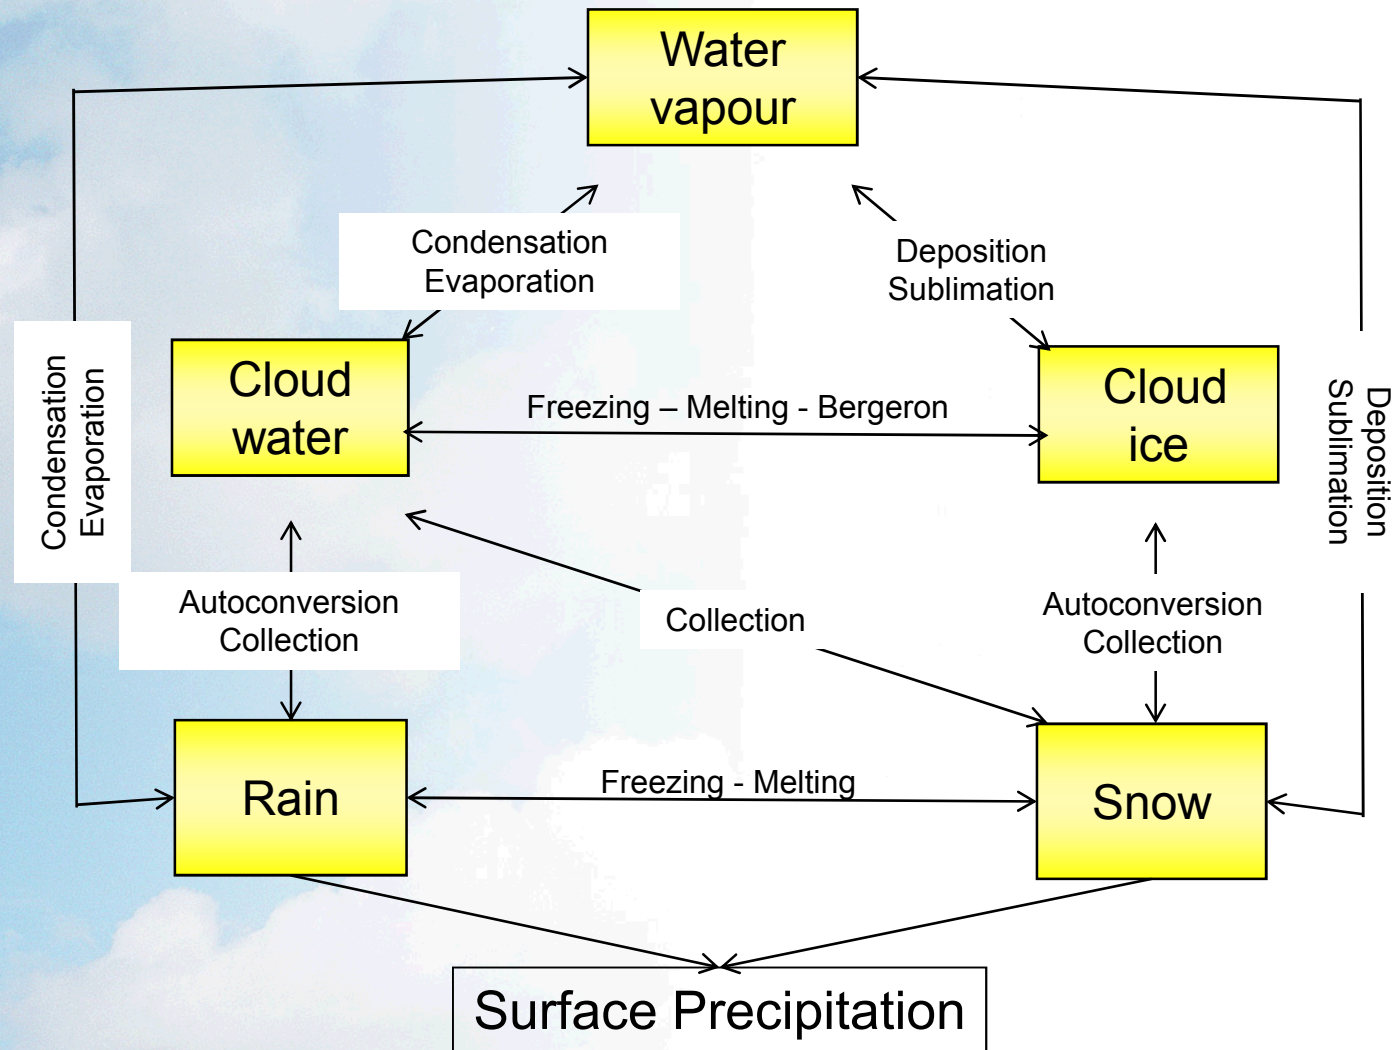 Water
vapour
Condensation
Evaporation
Deposition
Sublimation
Condensation
Evaporation
Cloud
water
Freezing – Melting - Bergeron
Cloud
ice
Deposition
Sublimation
Autoconversion
Collection
Collection
Autoconversion
Collection
Rain
Freezing - Melting
Snow
Surface Precipitation